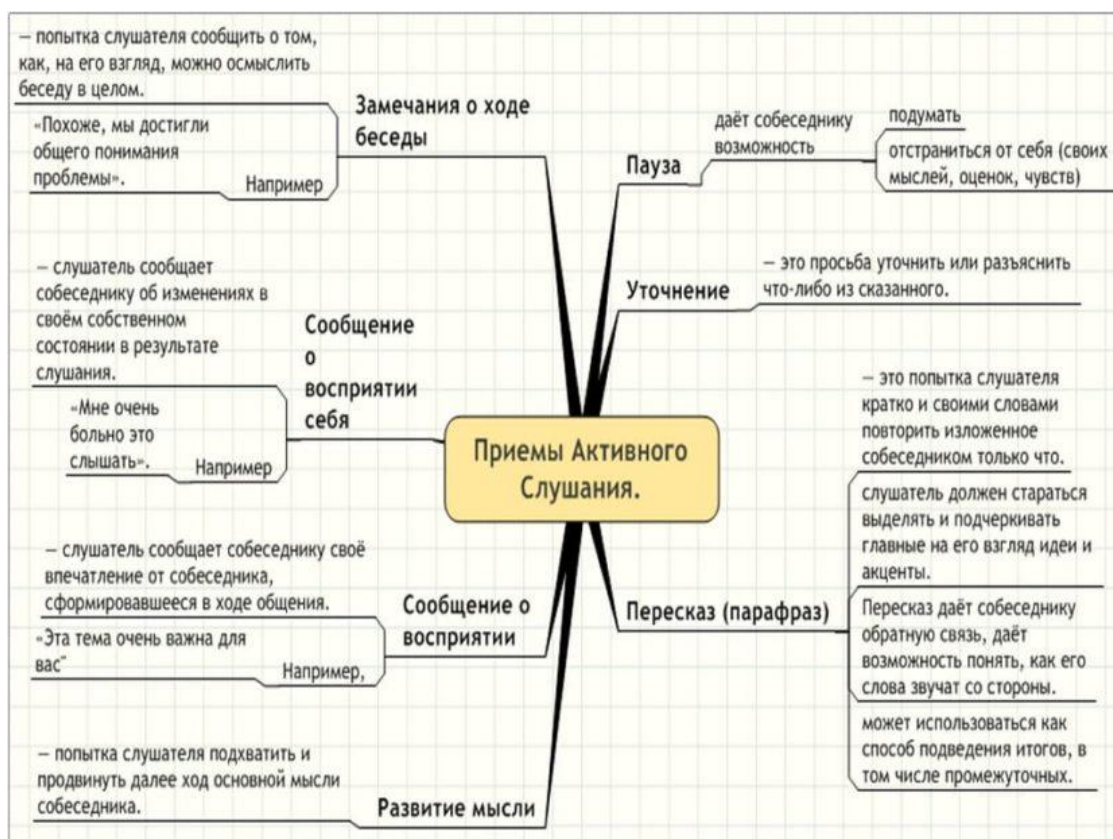 – попытка слушателя сообщить о том,
как, на его взгляд, можно осмыслить
беседу в целом.
«Похоже, мы достигли
общего понимания
проблемы».
Например
Замечания о ходе
беседы
– слушатель сообщает
собеседнику об изменениях в
своём собственном
состоянии в результате
слушания.
«Мне очень
больно это
слышать».
Например
Сообщение
о
восприятии
себя
– слушатель сообщает собеседнику своё
впечатление от собеседника,
сформировавшееся в ходе общения.
"Эта тема очень важна для
вас"
Например,
Сообщение о
восприятии
– попытка слушателя подхватить и
продвинуть далее ход основной мысли
собеседника.
Развитие мысли
Приемы Активного
Слушания.
Пауза
даёт собеседнику
возможность
подумать
отстраниться от себя (своих
мыслей, оценок, чувств)
Уточнение
– это просьба уточнить или разъяснить
что-либо из сказанного.
Пересказ (парафраз)
– это попытка слушателя
кратко и своими словами
повторить изложенное
собеседником только что.
слушатель должен стараться
выделять и подчеркивать
главные на его взгляд идеи и
акценты.
Пересказ даёт собеседнику
обратную связь, даёт
возможность понять, как его
слова звучат со стороны.
может использоваться как
способ подведения итогов, в
том числе промежуточных.